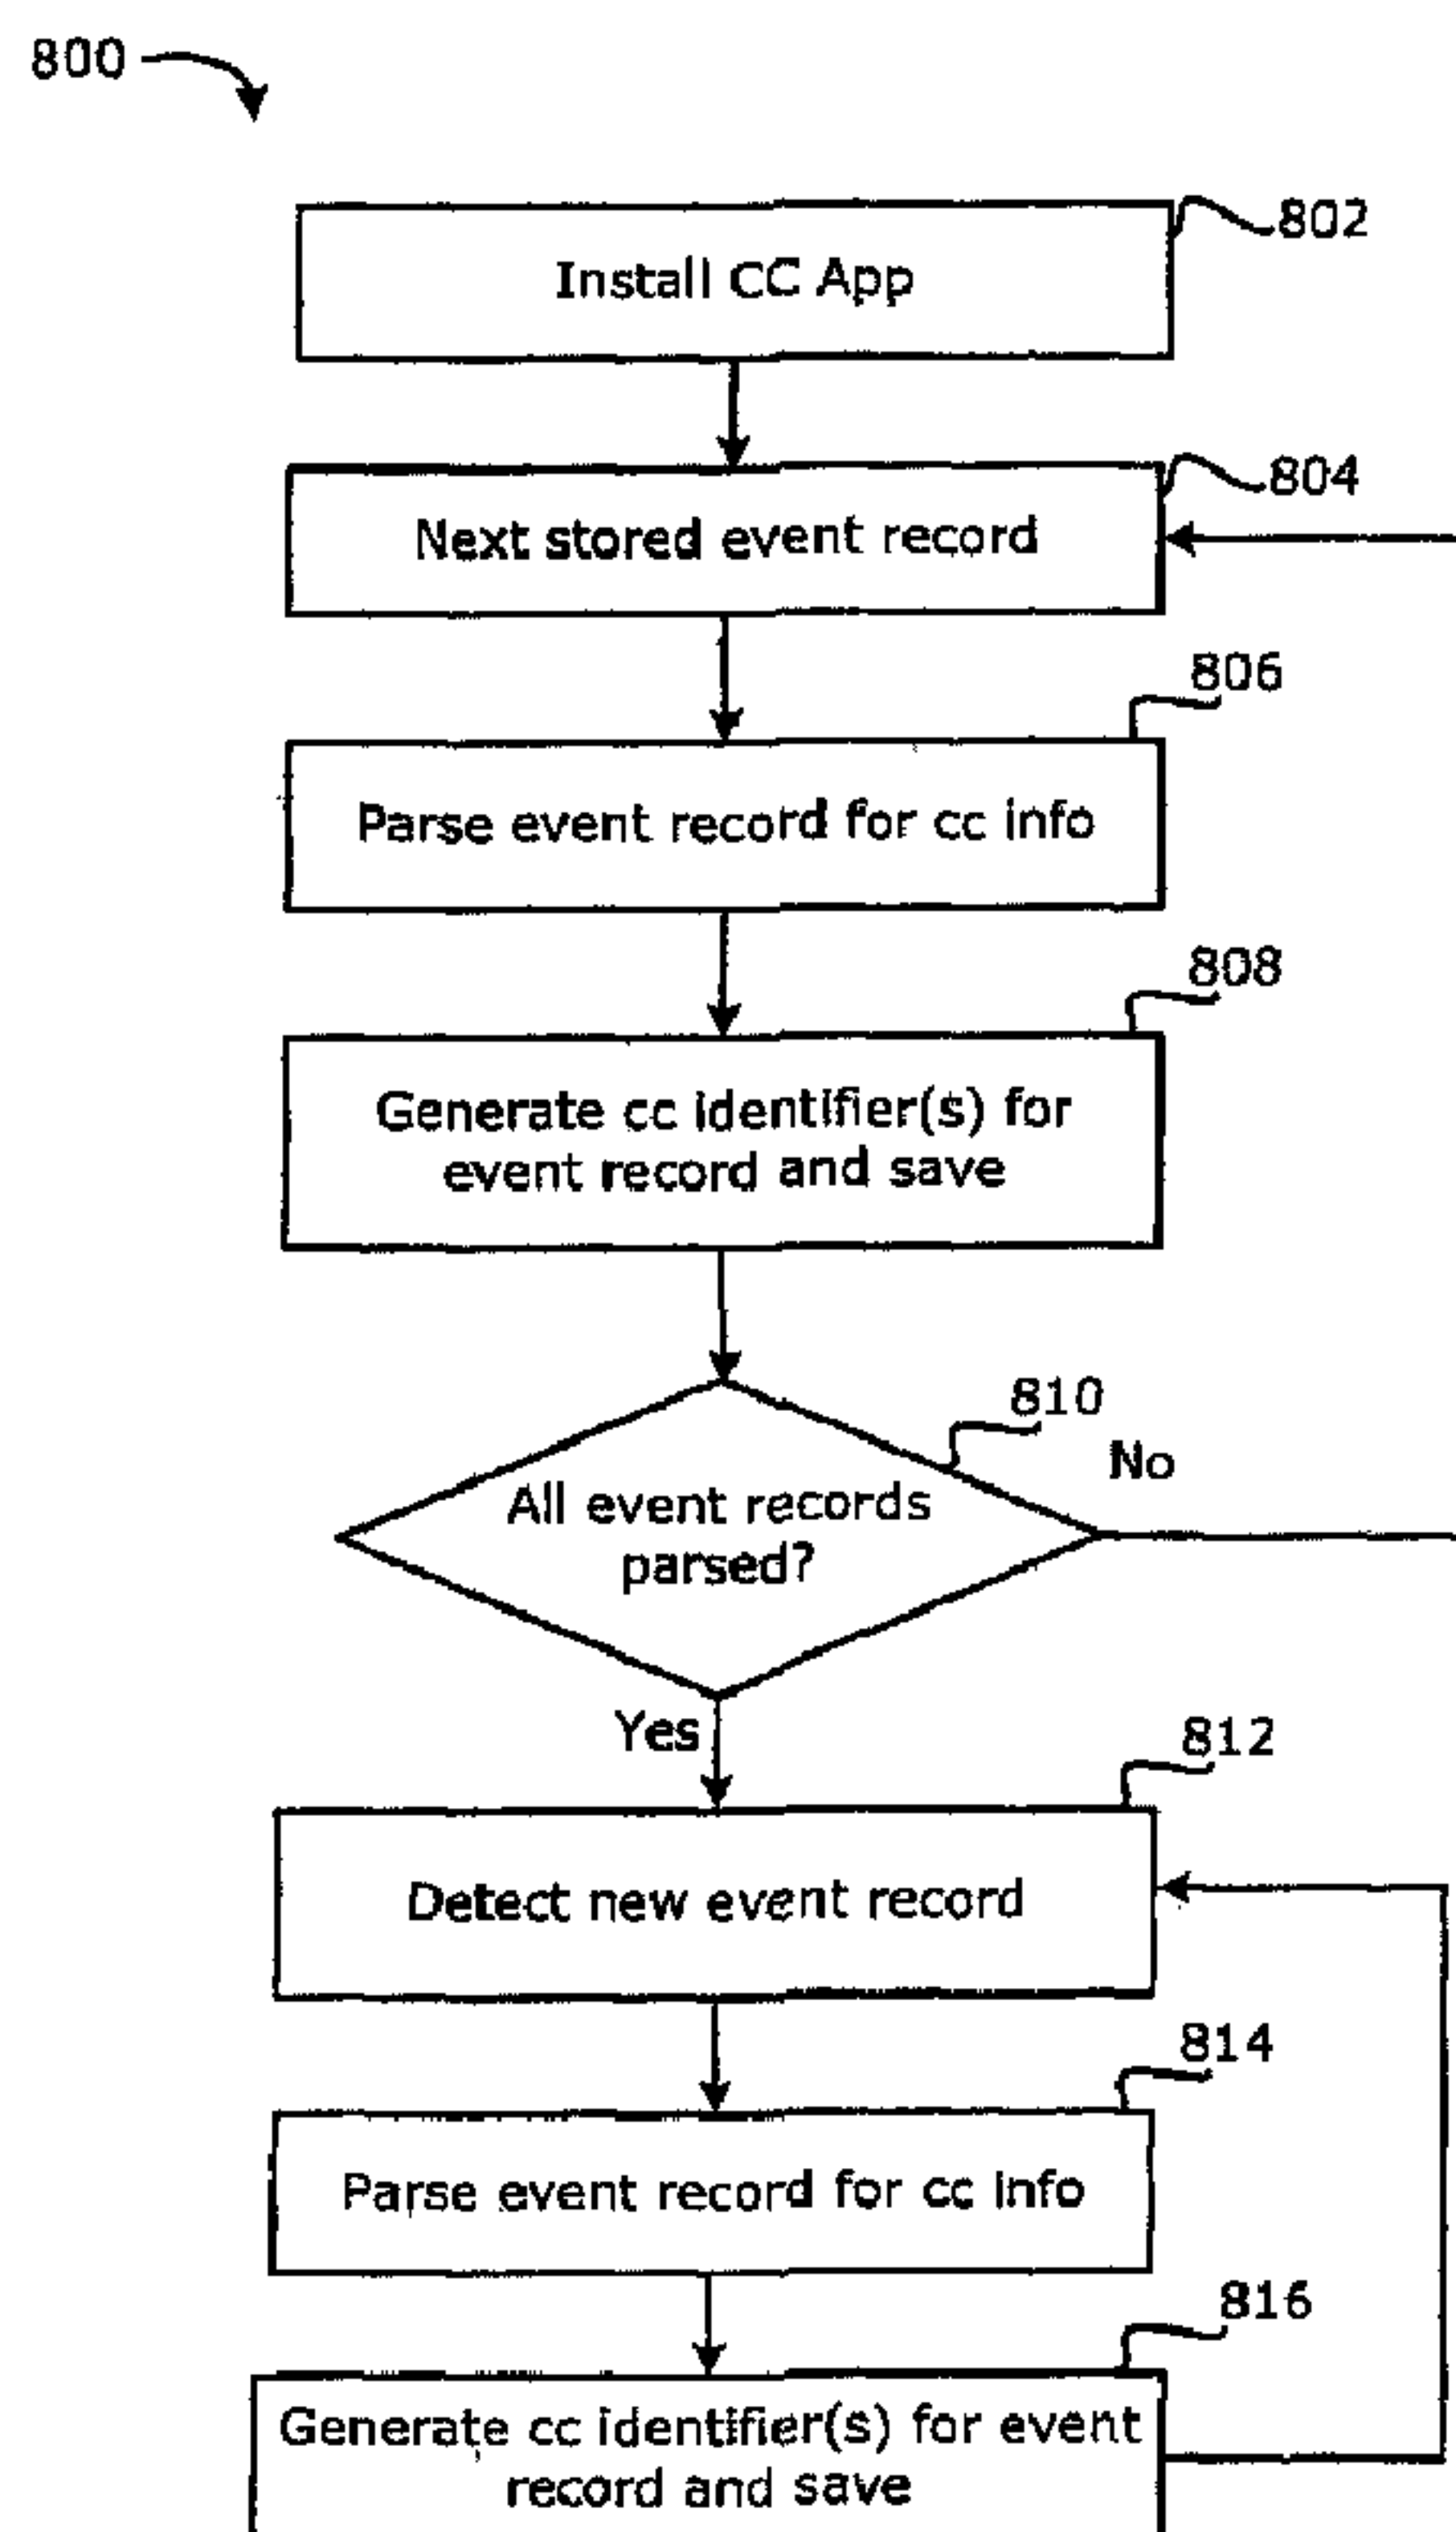 800
802
Install CC App
804
Next stored event record
806
Parse event record for cc info
808
Generate cc identifier(s) for
event record and save
810
No
All event records
parsed?
Yes
812
Detect new event record
814
Parse event record for cc info
816
Generate cc identifier(s) for event
record and save